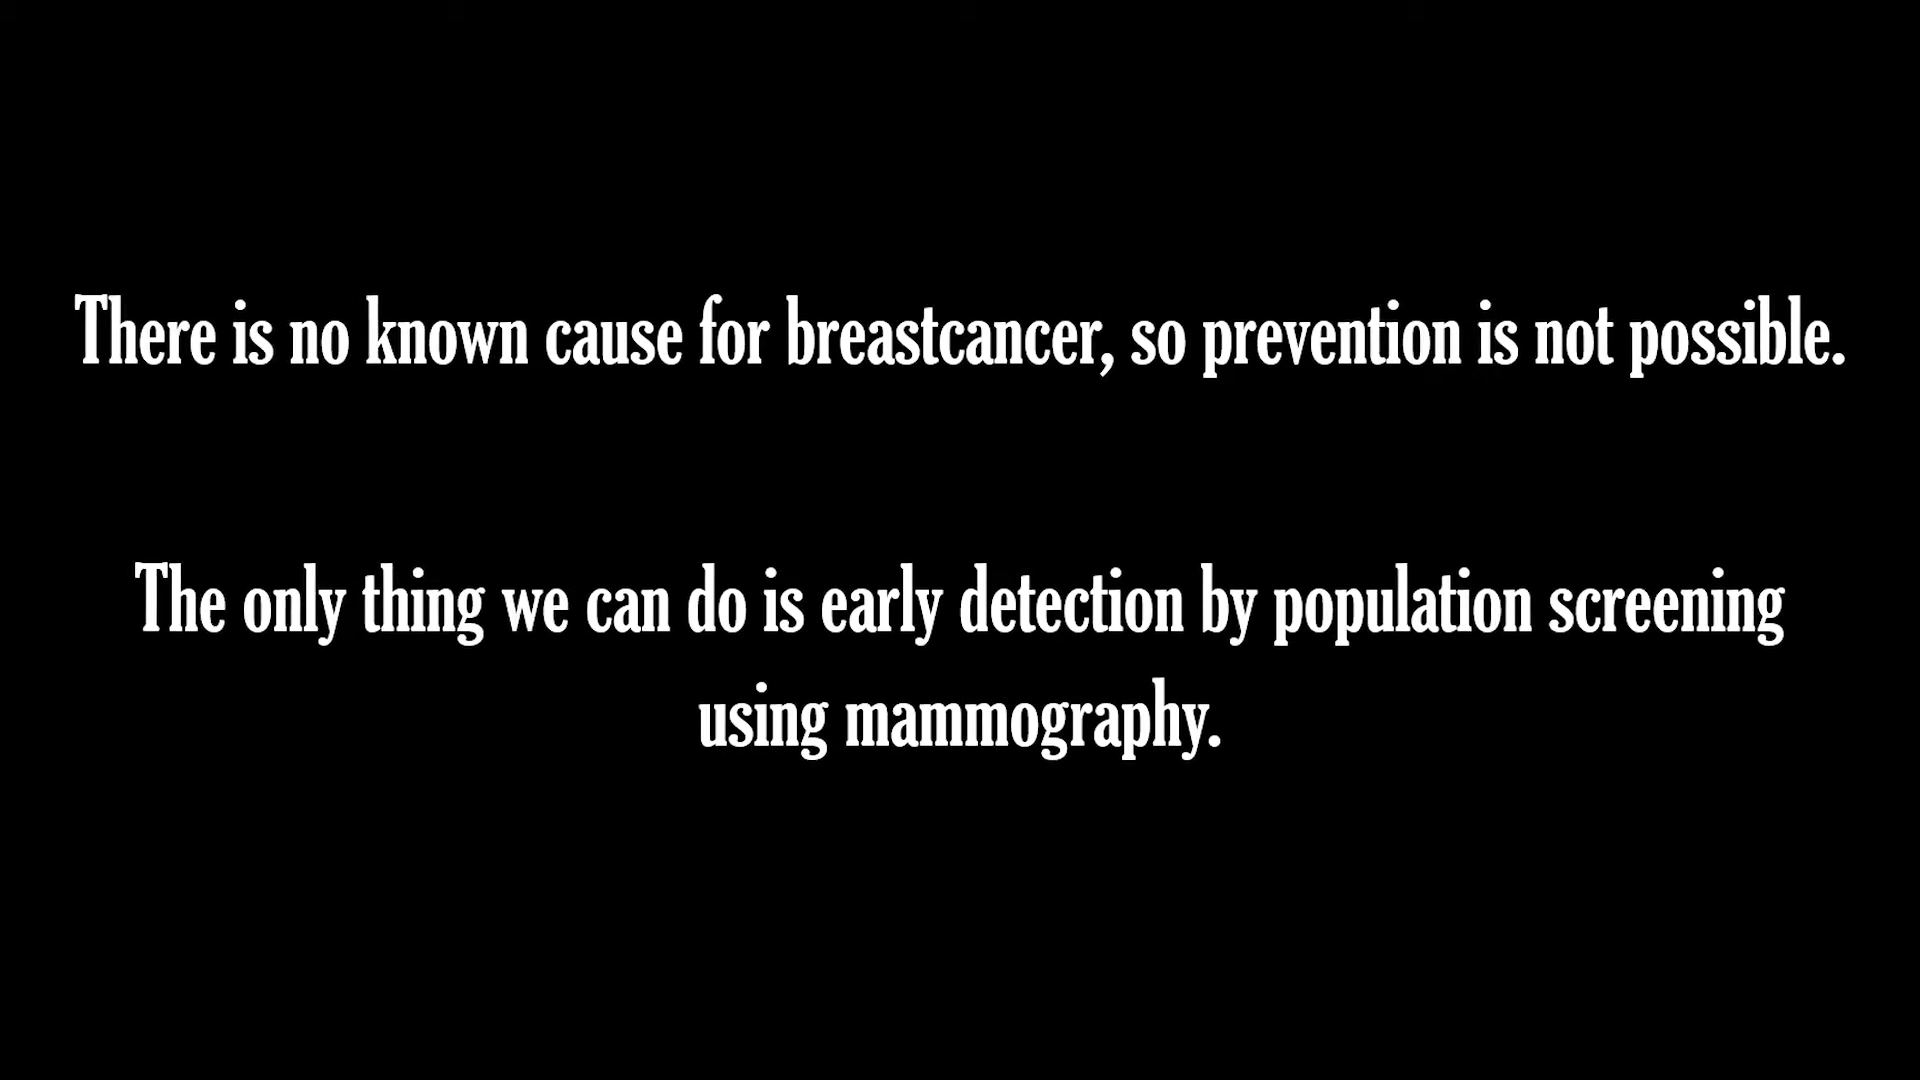 There is no known cause for breastcancer, so prevention is not possible.
The only thing we can do is early detection by population screening
using mammography.